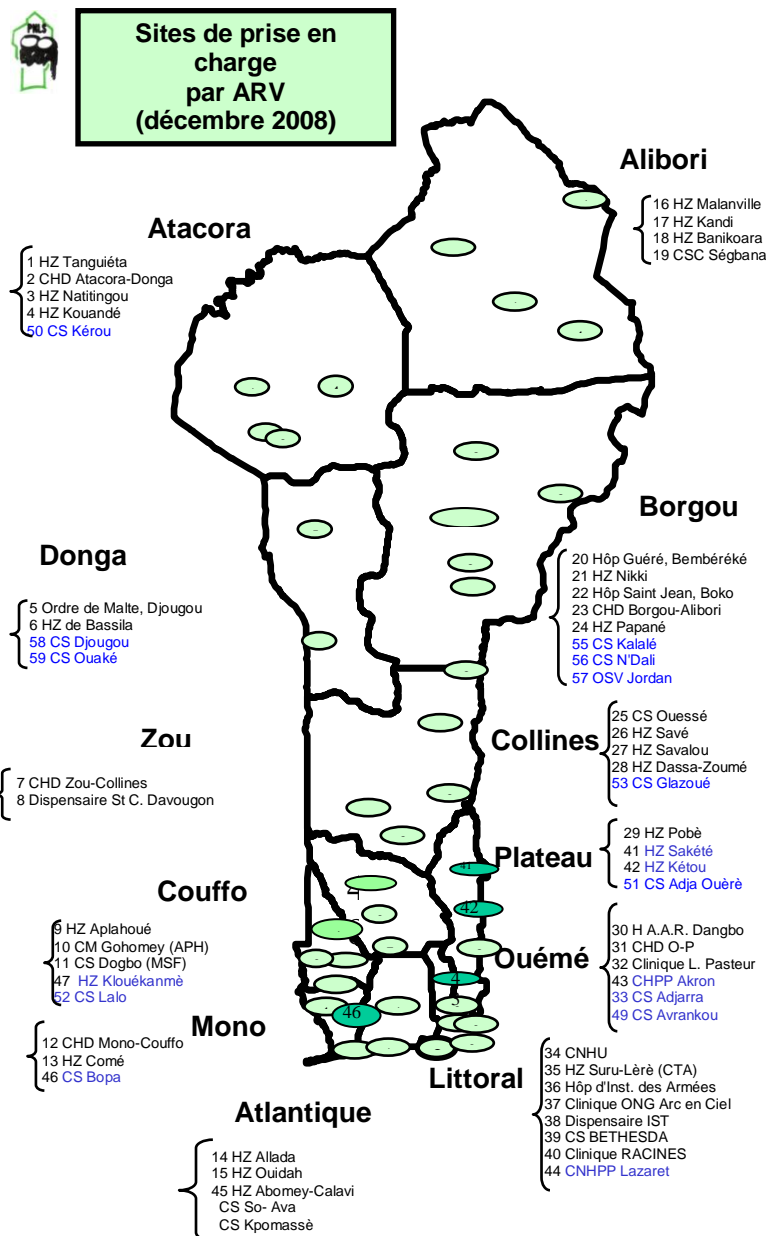 PNLS
Sites de prise en
charge
par ARV
(décembre 2008)
Alibori
16 HZ Malanville
17 HZ Kandi
18 HZ Banikoara
19 CSC Ségbana
Atacora
1 HZ Tanguiéta
2 CHD Atacora-Donga
3 HZ Natitingou
4 HZ Kouandé
50 CS Kérou
Borgou
20 Hôp Guéré, Bembéréké
21 HZ Nikki
22 Hôp Saint Jean, Boko
23 CHD Borgou-Alibori
24 HZ Papané
55 CS Kalalé
56 CS N'Dali
57 OSV Jordan
Donga
5 Ordre de Malte, Djougou
6 HZ de Bassila
58 CS Djougou
59 CS Ouaké
Collines
25 CS Ouessé
26 HZ Savé
27 HZ Savalou
28 HZ Dassa-Zoumé
53 CS Glazoué
Zou
7 CHD Zou-Collines
8 Dispensaire St C. Davougon
Plateau
29 HZ Pobè
41 HZ Sakété
42 HZ Kétou
51 CS Adja Ouèrè
41
42
Couffo
9 HZ Aplahoué
10 CM Gohomey (APH)
11 CS Dogbo (MSF)
47 HZ Klouékanmè
52 CS Lalo
Ouémé
30 H A.A.R. Dangbo
31 CHD O-P
32 Clinique L. Pasteur
43 CHPP Akron
33 CS Adjarra
49 CS Avrankou
46
Mono
12 CHD Mono-Couffo
13 HZ Comé
46 CS Bopa
Littoral
34 CNHU
35 HZ Suru-Lèrè (CTA)
36 Hôp d'Inst. des Armées
37 Clinique ONG Arc en Ciel
38 Dispensaire IST
39 CS BETHESDA
40 Clinique RACINES
44 CNHPP Lazaret
Atlantique
14 HZ Allada
15 HZ Ouidah
45 HZ Abomey-Calavi
CS So- Ava
CS Kpomassè